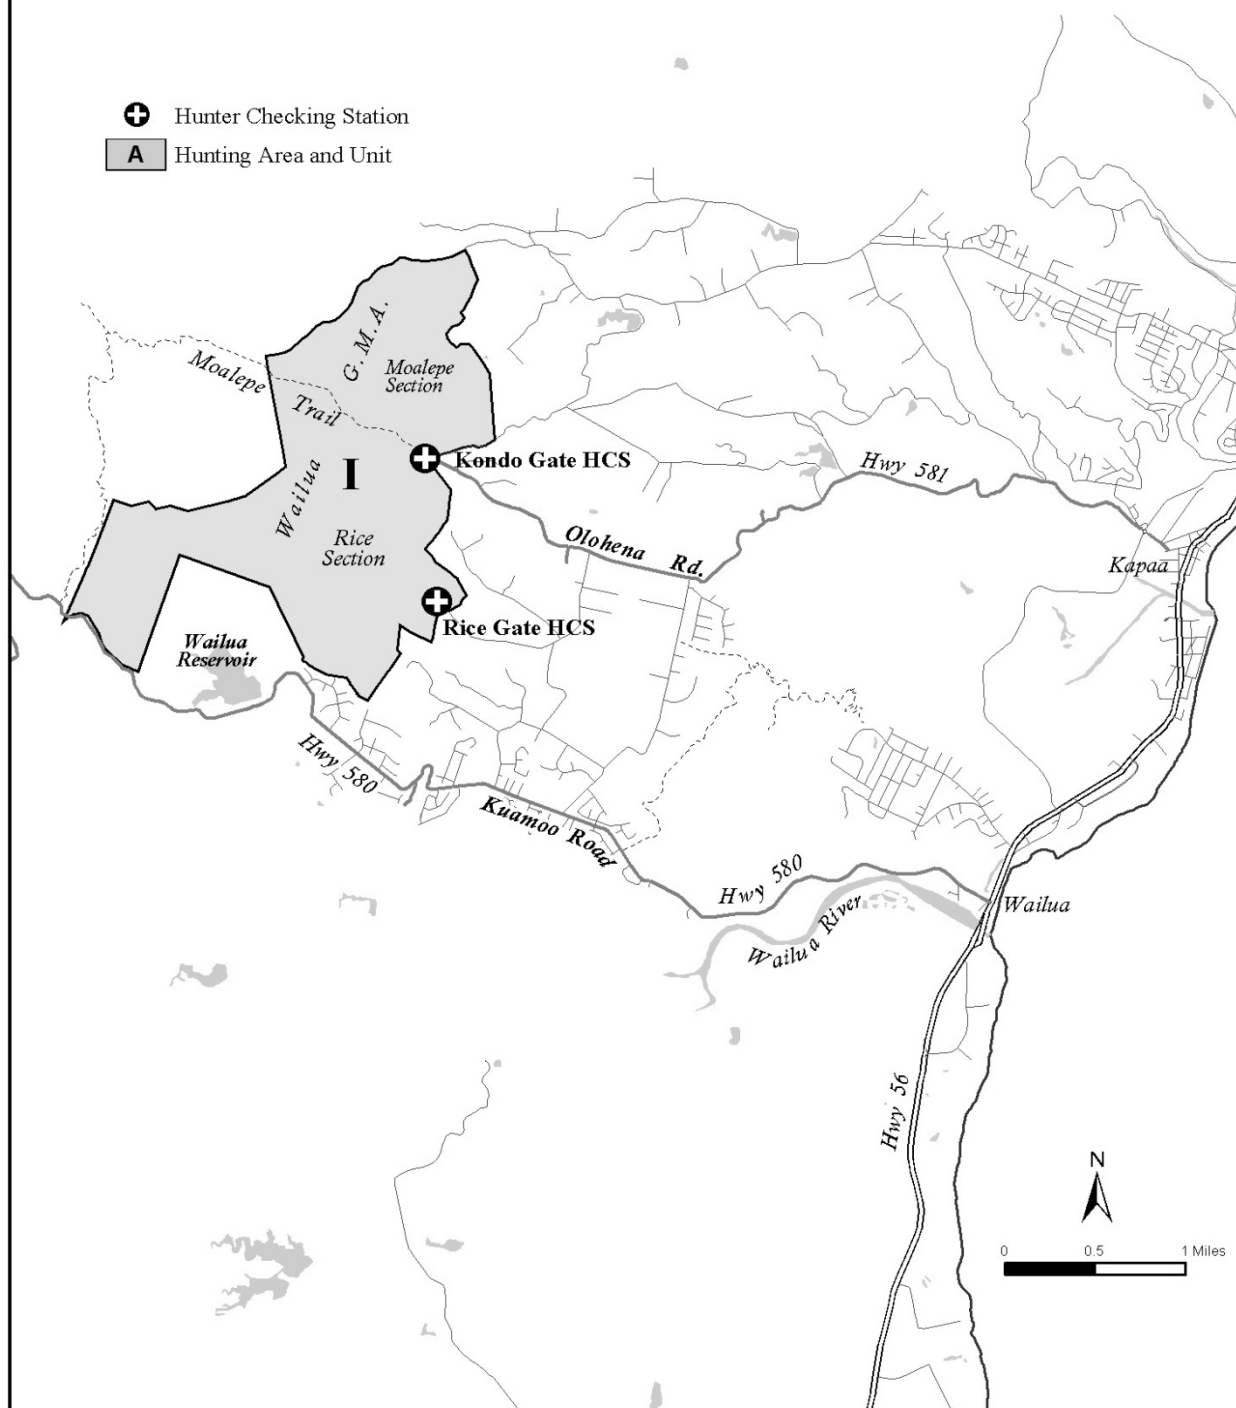 Hunter Checking Station
A
Hunting Area and Unit
G. M. A.
Moalepe
Section
Moalepe
Trail
Kondo Gate HCS
Hwy 581
I
Wailua
Rice
Section
Olohena Rd.
Kapaa
Rice Gate HCS
Wailua
Reservoir
Hwy 580
Kuamoo Road
Hwy 580
Wailua
Wailua River
Hwy 56
N
0 0.5 1 Miles